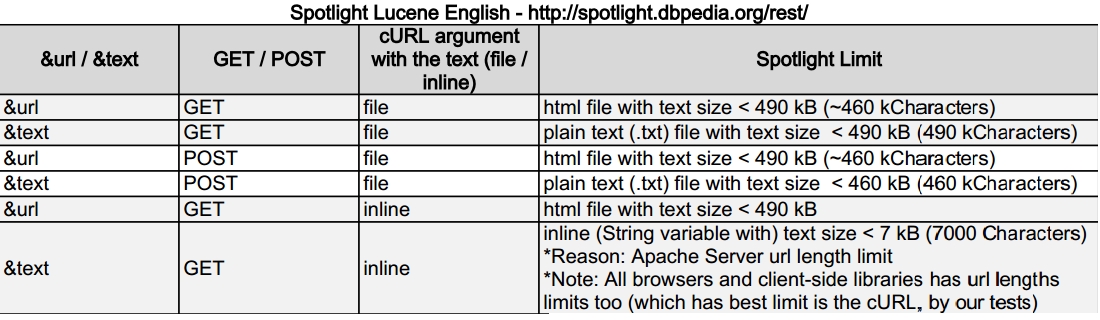 Spotlight Lucene English - http://spotlight.dbpedia.org/rest/
&url / &text GET / POST cURL argument with the text (file / inline) Spotlight Limit
&url GET file html file with text size < 490 kB (~460 kCharacters)
&text GET file plain text (.txt) file with text size < 490 kB (490 kCharacters)
&url POST file html file with text size < 490 kB (~460 kCharacters)
&text POST file plain text (.txt) file with text size < 460 kB (460 kCharacters)
&url GET inline html file with text size < 490 kB
&text GET inline inline (String variable with) text size < 7 kB (7000 Characters)
*Reason: Apache Server url length limit
*Note: All browsers and client-side libraries has url lengths
limits too (which has best limit is the cURL, by our tests)